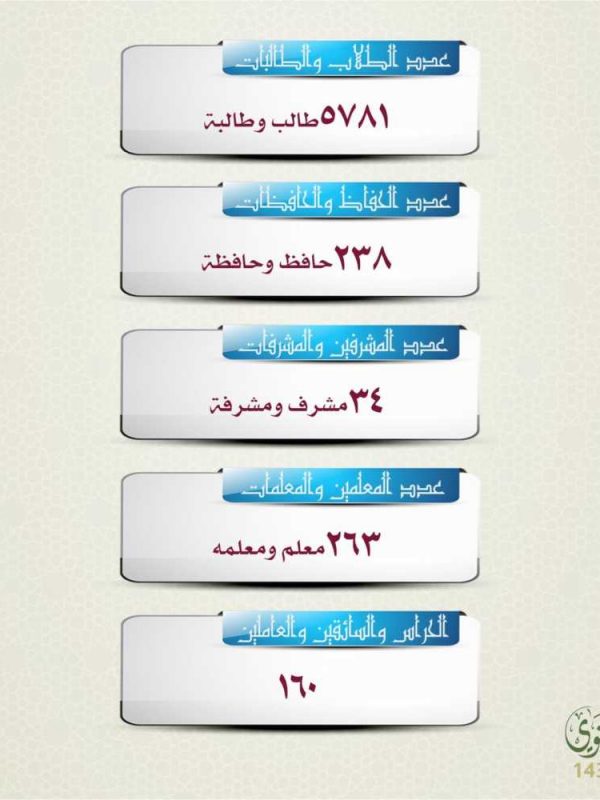 عدد الطلاب والطالبات
٥٧٨١ طالب وطالبة
عدد الحفاظ والحافظات
٢٣٨ حافظ وحافظة
عدد المشرفين والمشرفات
٣٤ مشرف ومشرفة
عدد المعلمين والمعلمات
٢٦٣ معلم ومعلمه
الحراس والسائقين والعاملين
١٦٠
143